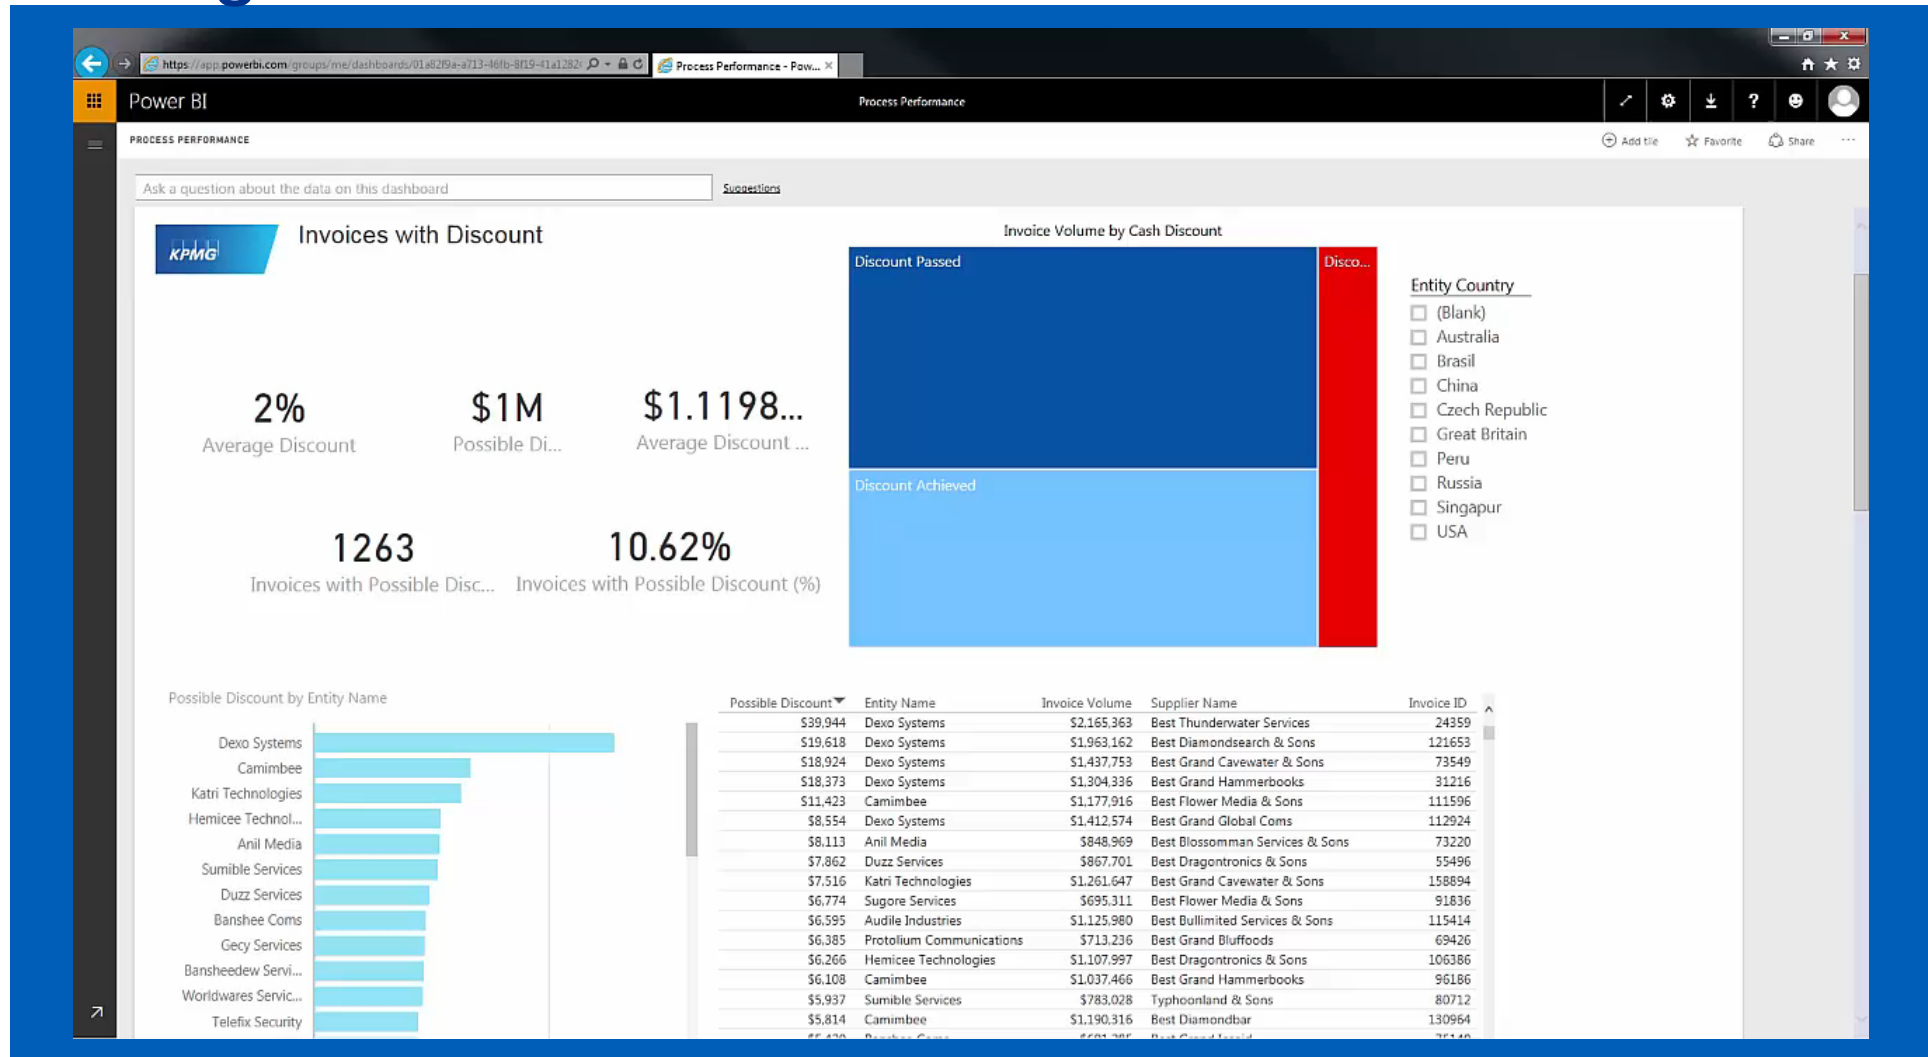 https://app.powerbi.com/groups/me/dashboards/01a82f9a-a713-46fb-8f19-41a1282
Process Performance - Pow...
Power BI
Process Performance
PROCESS PERFORMANCE
Add tile
Favorite
Share
Ask a question about the data on this dashboard
Suggestions
KPMG
Invoices with Discount
2%
Average Discount
$1M
Possible Di...
$1.1198...
Average Discount ...
1263
Invoices with Possible Disc...
10.62%
Invoices with Possible Discount (%)
Invoice Volume by Cash Discount
Discount Passed
Disco...
Discount Achieved
Entity Country
(Blank)
Australia
Brasil
China
Czech Republic
Great Britain
Peru
Russia
Singapur
USA
Possible Discount by Entity Name
Dexo Systems
Camimbee
Katri Technologies
Hemicee Technol...
Anil Media
Sumible Services
Duzz Services
Banshee Coms
Gecy Services
Bansheedew Servi...
Worldwares Servic...
Telefix Security
Possible Discount Entity Name Invoice Volume Supplier Name Invoice ID
$39,944 Dexo Systems $2,165,363 Best Thunderwater Services 24359
$19,618 Dexo Systems $1,963,162 Best Diamondsearch & Sons 121653
$18,924 Dexo Systems $1,437,753 Best Grand Cavewater & Sons 73549
$18,373 Dexo Systems $1,304,336 Best Grand Hammerbooks 31216
$11,423 Camimbee $1,177,916 Best Flower Media & Sons 111596
$8,554 Dexo Systems $1,412,574 Best Grand Global Coms 112924
$8,113 Anil Media $848,969 Best Blossomman Services & Sons 73220
$7,862 Duzz Services $867,701 Best Dragontronics & Sons 55496
$7,516 Katri Technologies $1,261,647 Best Grand Cavewater & Sons 158894
$6,774 Sugore Services $695,311 Best Flower Media & Sons 91836
$6,595 Audile Industries $1,125,980 Best Bullimited Services & Sons 115414
$6,385 Protolium Communications $713,236 Best Grand Bluffoods 69426
$6,266 Hemicee Technologies $1,107,997 Best Dragontronics & Sons 106386
$6,108 Camimbee $1,037,466 Best Grand Hammerbooks 96186
$5,937 Sumible Services $783,028 Typhoonland & Sons 80712
$5,814 Camimbee $1,190,316 Best Diamondbar 130964